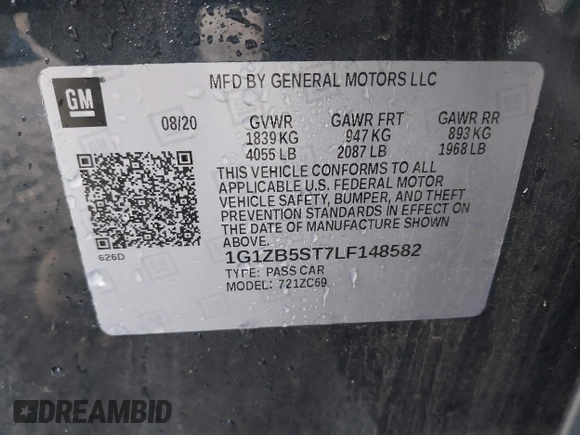 GM
MFD BY GENERAL MOTORS LLC
08/20 GVWR GAWR FRT GAWR RR
1839 KG 947 KG 893 KG
4055 LB 2087 LB 1968 LB
THIS VEHICLE CONFORMS TO ALL
APPLICABLE U.S. FEDERAL MOTOR
VEHICLE SAFETY, BUMPER, AND THEFT
PREVENTION STANDARDS IN EFFECT ON
THE DATE OF MANUFACTURE SHOWN
ABOVE.
626D
1G1ZB5ST7LF148582
TYPE: PASS CAR
MODEL: 721ZC69
DREAMBID